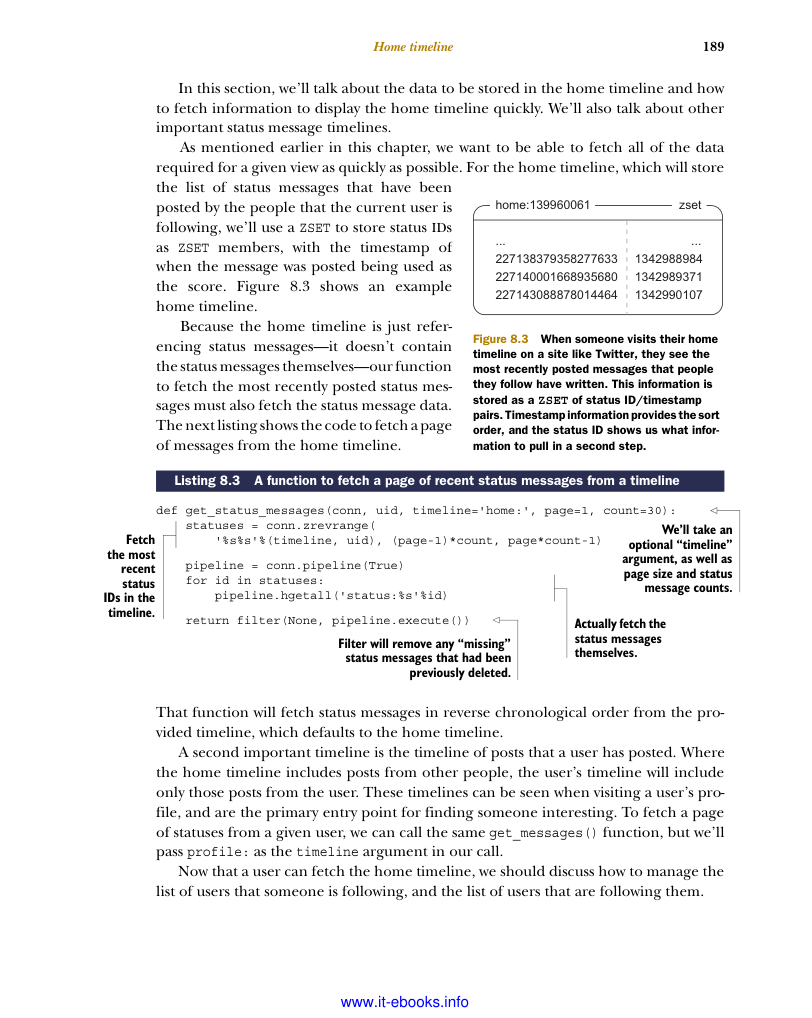 Home timeline
189
In this section, we'll talk about the data to be stored in the home timeline and how
to fetch information to display the home timeline quickly. We'll also talk about other
important status message timelines.
As mentioned earlier in this chapter, we want to be able to fetch all of the data
required for a given view as quickly as possible. For the home timeline, which will store
the list of status messages that have been
posted by the people that the current user is
following, we'll use a ZSET to store status IDs
as ZSET members, with the timestamp of
when the message was posted being used as
the score. Figure 8.3 shows an example
home timeline.
Because the home timeline is just refer-
encing status messages—it doesn't contain
the status messages themselves—our function
to fetch the most recently posted status mes-
sages must also fetch the status message data.
The next listing shows the code to fetch a page
of messages from the home timeline.
home:139960061 zset
... ...
227138379358277633 1342988984
227140001668935680 1342989371
227143088878014464 1342990107
Figure 8.3 When someone visits their home
timeline on a site like Twitter, they see the
most recently posted messages that people
they follow have written. This information is
stored as a ZSET of status ID/timestamp
pairs. Timestamp information provides the sort
order, and the status ID shows us what infor-
mation to pull in a second step.
Listing 8.3 A function to fetch a page of recent status messages from a timeline
def get_status_messages(conn, uid, timeline='home:', page=1, count=30):
statuses = conn.zrevrange(
'%s%s'%(timeline, uid), (page-1)*count, page*count-1)
pipeline = conn.pipeline(True)
for id in statuses:
pipeline.hgetall('status:%s'%id)
return filter(None, pipeline.execute())
Fetch
the most
recent
status
IDs in the
timeline.
We'll take an
optional "timeline"
argument, as well as
page size and status
message counts.
Actually fetch the
status messages
themselves.
Filter will remove any "missing"
status messages that had been
previously deleted.
That function will fetch status messages in reverse chronological order from the pro-
vided timeline, which defaults to the home timeline.
A second important timeline is the timeline of posts that a user has posted. Where
the home timeline includes posts from other people, the user's timeline will include
only those posts from the user. These timelines can be seen when visiting a user's pro-
file, and are the primary entry point for finding someone interesting. To fetch a page
of statuses from a given user, we can call the same get_messages() function, but we'll
pass profile: as the timeline argument in our call.
Now that a user can fetch the home timeline, we should discuss how to manage the
list of users that someone is following, and the list of users that are following them.
www.it-ebooks.info